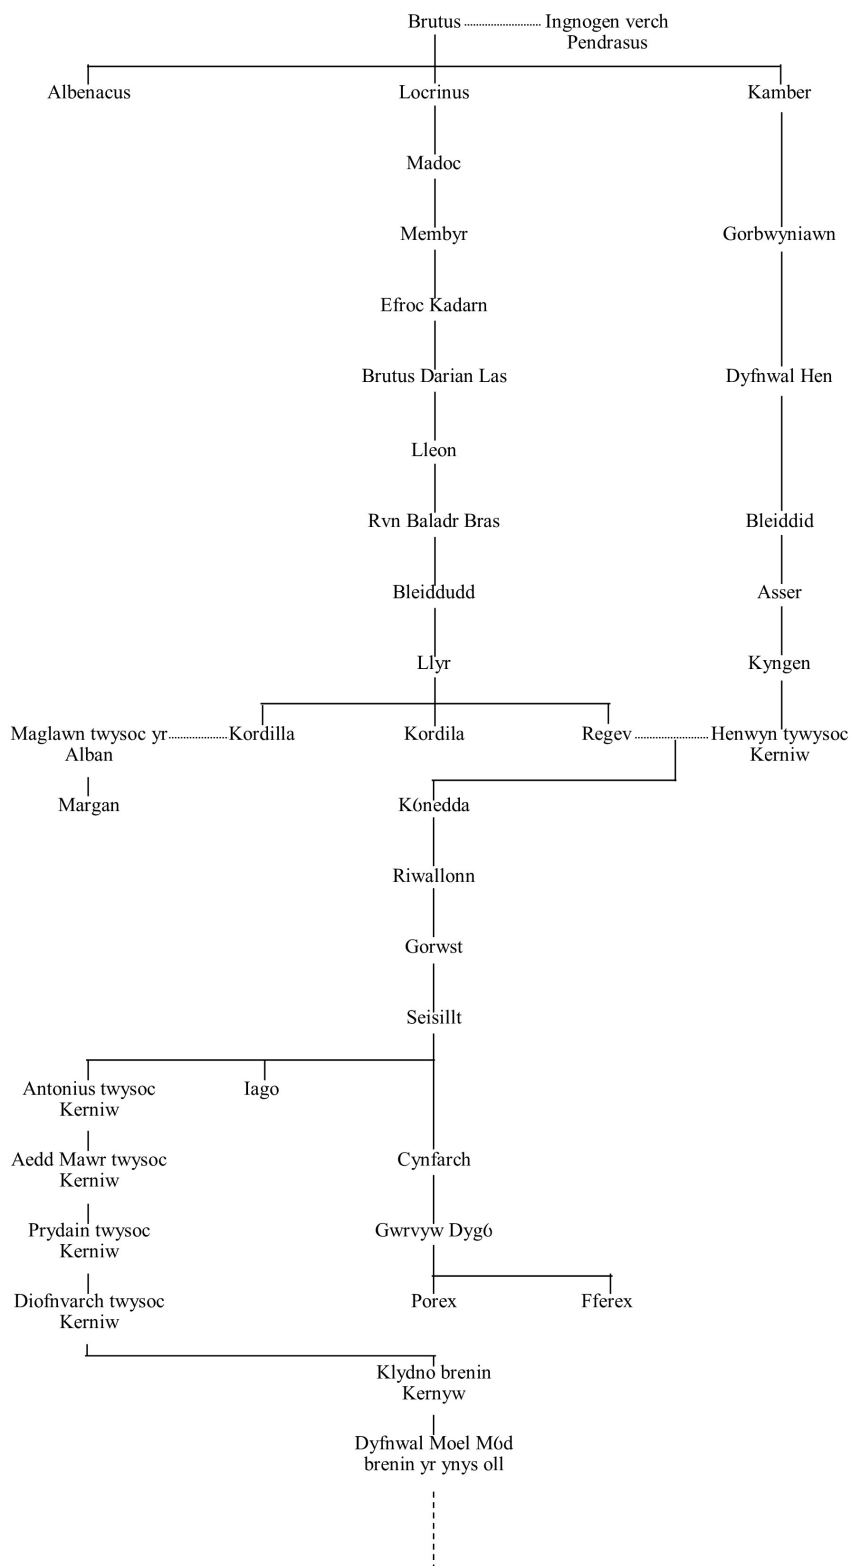 Brutus Ingnogen verch
Pendrasus
Albenacus Locrinus Kamber
Madoc
Membyr Gorbwyniawn
Efroc Kadarn
Brutus Darian Las Dyfnwal Hen
Lleon
Rvn Baladr Bras Bleiddid
Bleiddudd Asser
Llyr Kyngen
Maglawn twysoc yr Kordilla Kordila Regev Henwyn tywysoc
Alban Kerniw
Margan Kỽnedda
Riwallonn
Gorwst
Seisillt
Antonius twysoc Iago
Kerniw
Aedd Mawr twysoc Cynfarch
Kerniw
Prydain twysoc Gwrvyw Dygỽ
Kerniw
Diofnvarch twysoc Porex Fferex
Kerniw
Klydno brenin
Kernyw
Dyfnwal Moel Mỽd
brenin yr ynys oll